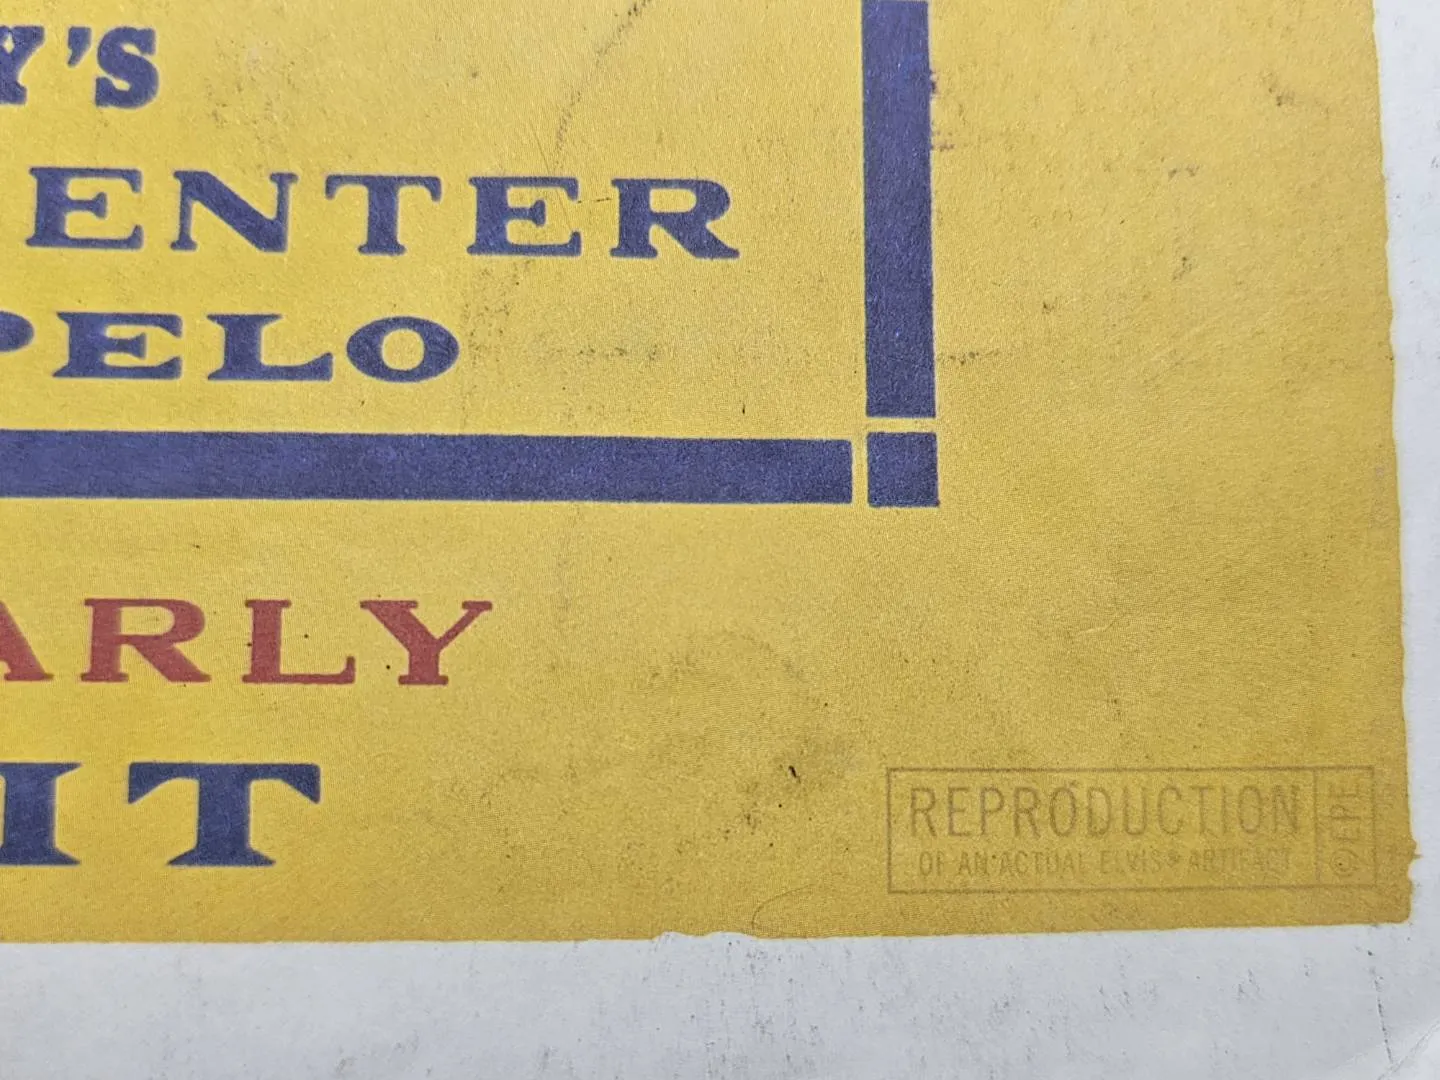 Y'S
ENTER
PELO
ARLY
IT
REPRODUCTION
OF AN ACTUAL ELVIS® ARTIFACT
©EPE